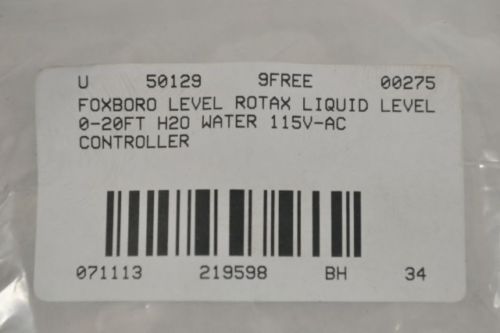 U 50129 9FREE 00275
FOXBORO LEVEL ROTAX LIQUID LEVEL
0-20FT H2O WATER 115V-AC
CONTROLLER
071113 219598 BH 34